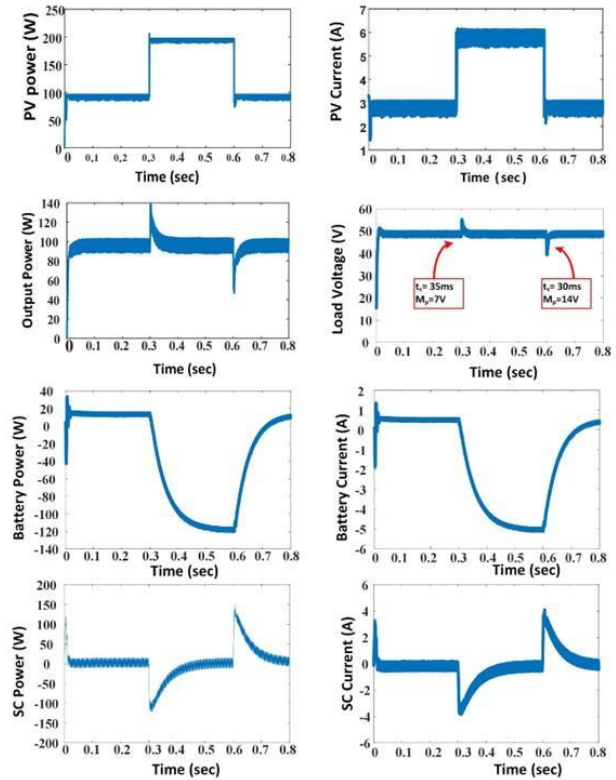 PV power (W)
250
200
150
100
50
0
0 0.1 0.2 0.3 0.4 0.5 0.6 0.7 0.8
Time (sec)
PV Current (A)
7
6
5
4
3
2
1
0 0.1 0.2 0.3 0.4 0.5 0.6 0.7 0.8
Time (sec)
Output Power (W)
140
120
100
80
60
40
20
0
0 0.1 0.2 0.3 0.4 0.5 0.6 0.7 0.8
Time (sec)
Load Voltage (V)
60
50
40
30
20
10
0
ts= 35ms
MP=7V
ts= 30ms
MP=14V
0 0.1 0.2 0.3 0.4 0.5 0.6 0.7 0.8
Time (sec)
Battery Power (W)
40
20
0
-20
-40
-60
-80
-100
-120
-140
0 0.1 0.2 0.3 0.4 0.5 0.6 0.7 0.8
Time (sec)
Battery Current (A)
2
1
0
-1
-2
-3
-4
-5
-6
0 0.1 0.2 0.3 0.4 0.5 0.6 0.7 0.8
Time (sec)
SC Power (W)
200
150
100
50
0
-50
-100
-150
-200
0 0.1 0.2 0.3 0.4 0.5 0.6 0.7 0.8
Time (sec)
SC Current (A)
6
4
2
0
-2
-4
-6
0 0.1 0.2 0.3 0.4 0.5 0.6 0.7 0.8
Time (sec)